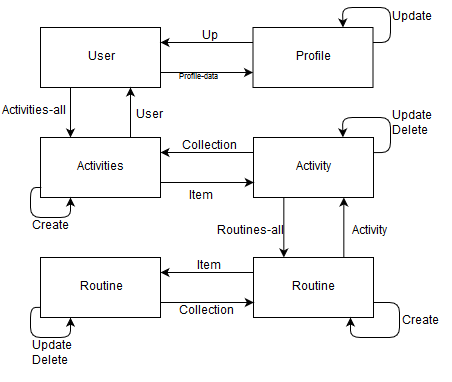 Update
Up
User
Profile
Profile-data
Activities-all
User
Update
Delete
Collection
Activities
Activity
Item
Create
Routines-all
Activity
Item
Routine
Routine
Collection
Create
Update
Delete